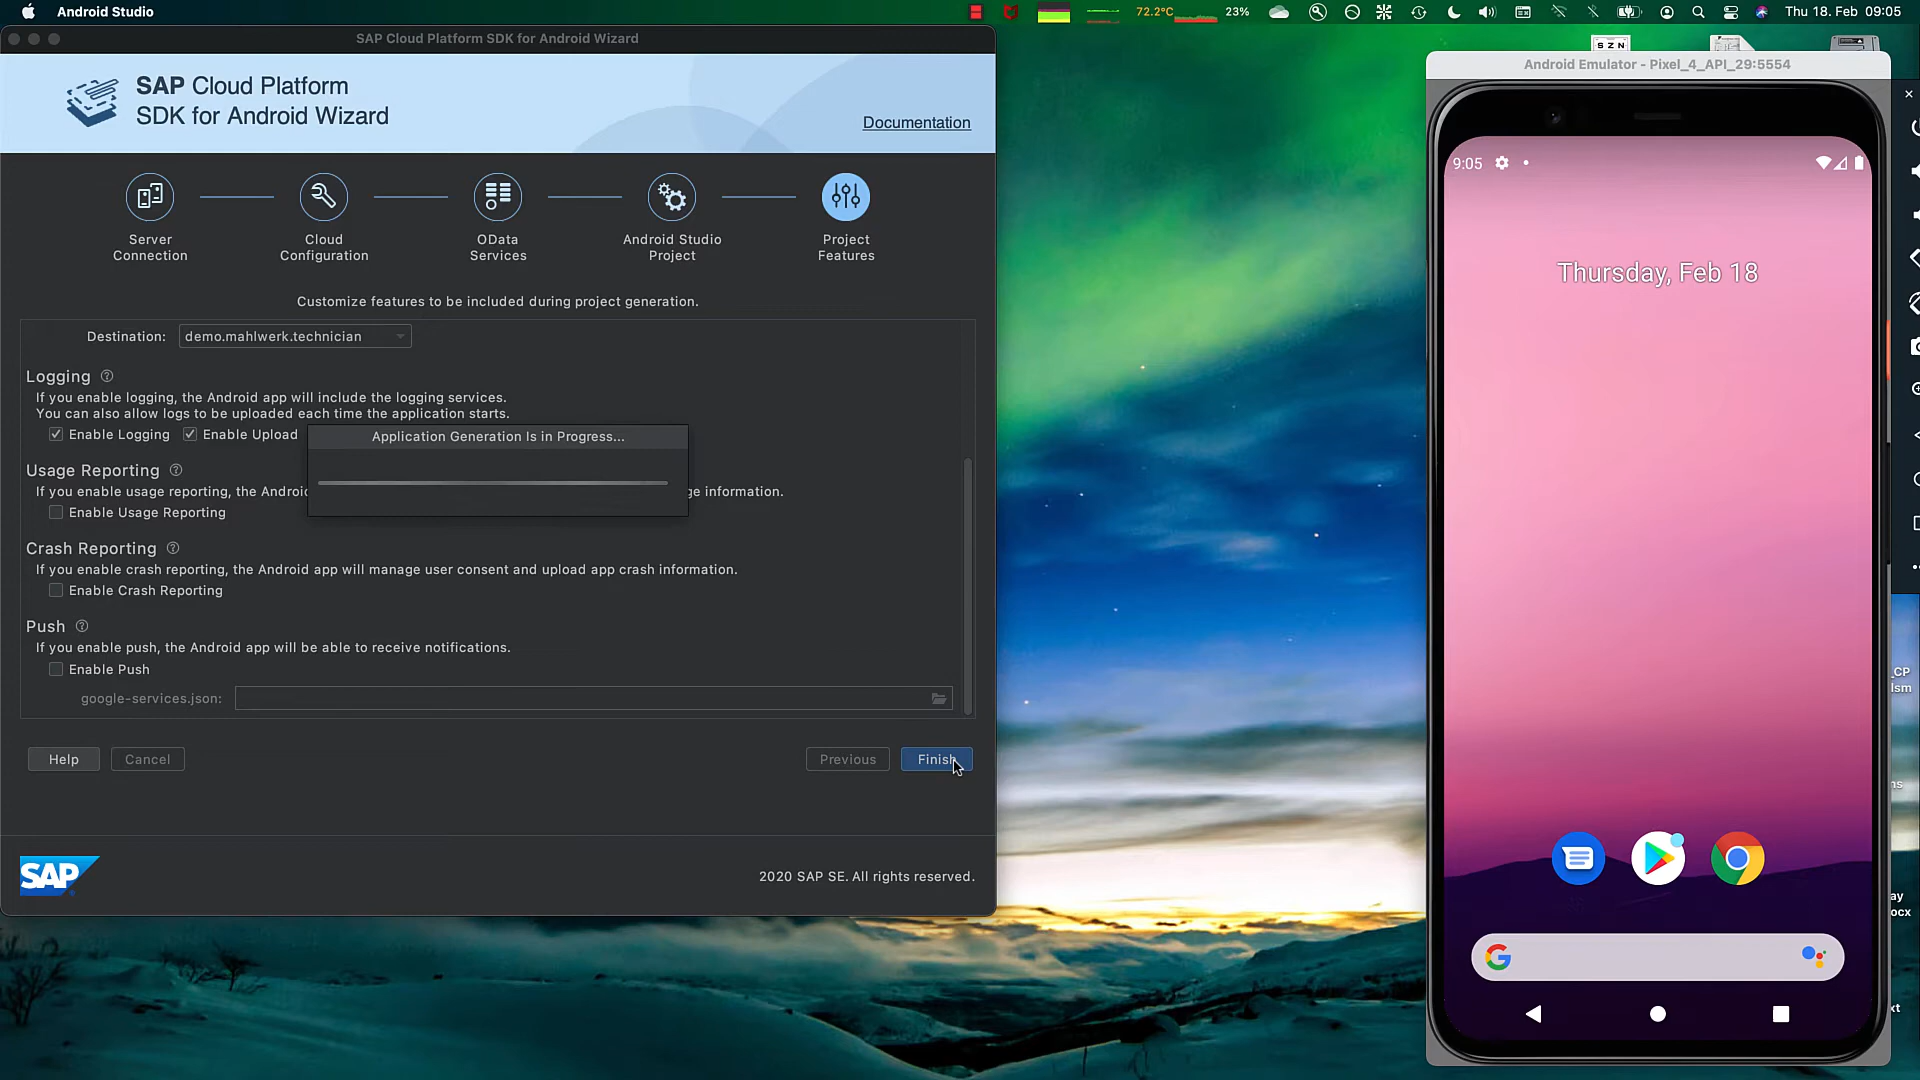 Android Studio
72.2°C
23%
Thu 18. Feb 09:05
SAP Cloud Platform SDK for Android Wizard
SAP Cloud Platform
SDK for Android Wizard
Documentation
Server
Connection
Cloud
Configuration
OData
Services
Android Studio
Project
Project
Features
Customize features to be included during project generation.
Destination: demo.mahlwerk.technician
Logging
If you enable logging, the Android app will include the logging services.
You can also allow logs to be uploaded each time the application starts.
Enable Logging Enable Upload
Application Generation Is in Progress...
Usage Reporting
If you enable usage reporting, the Androi ge information.
Enable Usage Reporting
Crash Reporting
If you enable crash reporting, the Android app will manage user consent and upload app crash information.
Enable Crash Reporting
Push
If you enable push, the Android app will be able to receive notifications.
Enable Push
google-services.json:
Help Cancel Previous Finish
SAP
2020 SAP SE. All rights reserved.
S Z N
Android Emulator - Pixel_4_API_29:5554
9:05
Thursday, Feb 18
_CP
lsm
ns
ay
ocx
xt